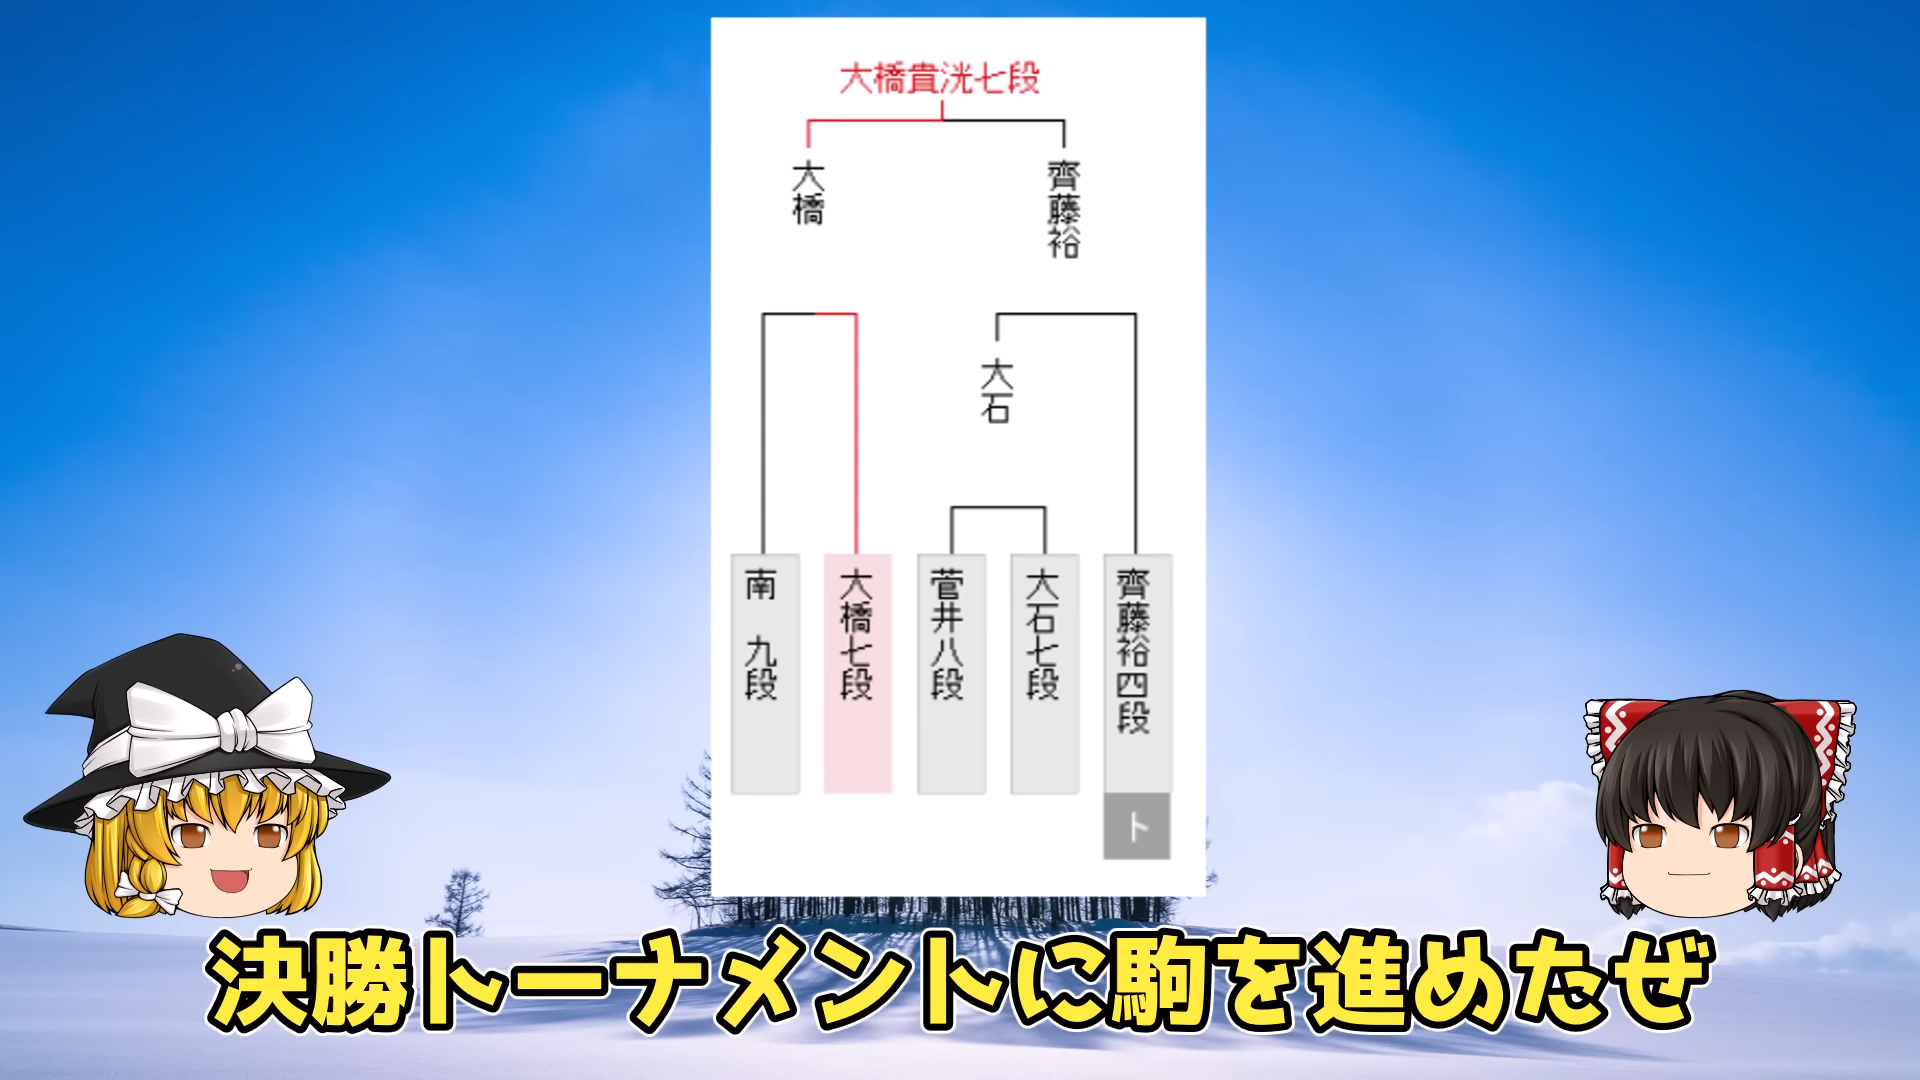 大橋貴洸七段
大橋
齊藤裕
大石
南 九段
大橋七段
菅井八段
大石七段
齊藤裕四段
ト
決勝トーナメントに駒を進めたぜ